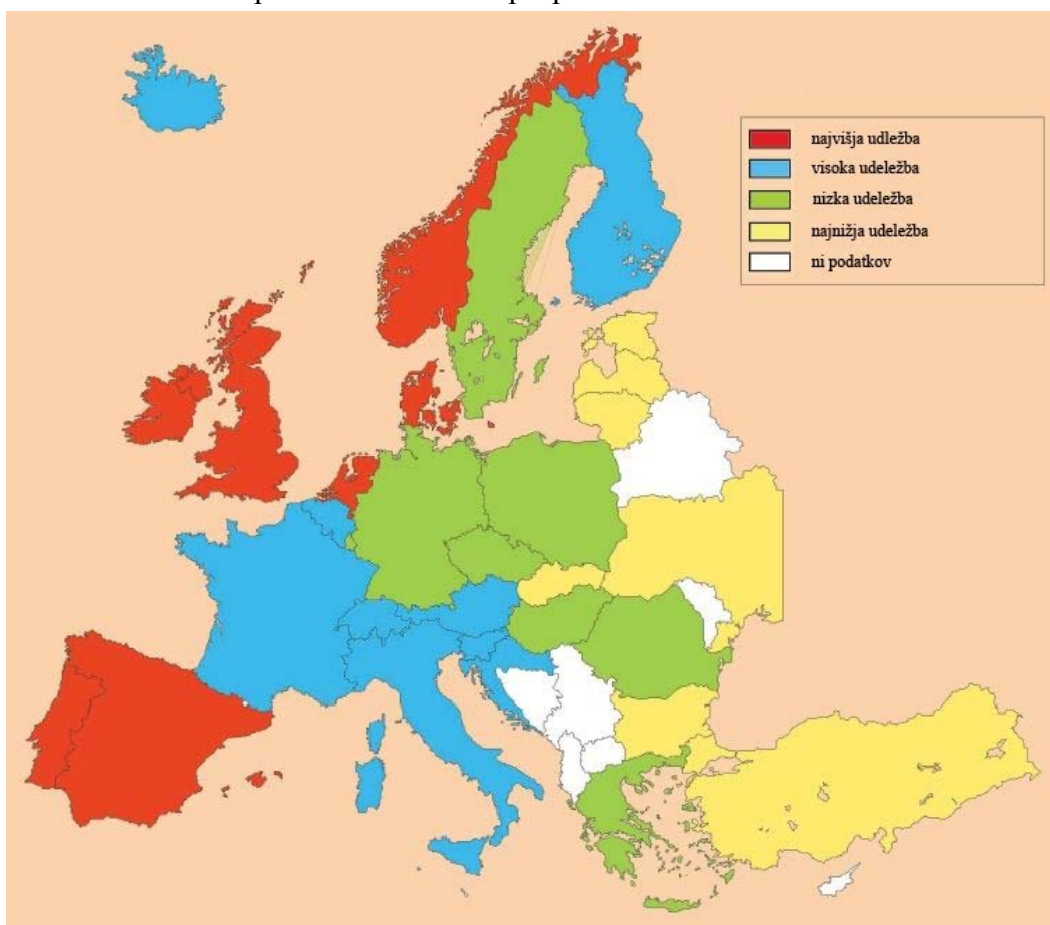 najvišja udležba
visoka udeležba
nizka udeležba
najnižja udeležba
ni podatkov